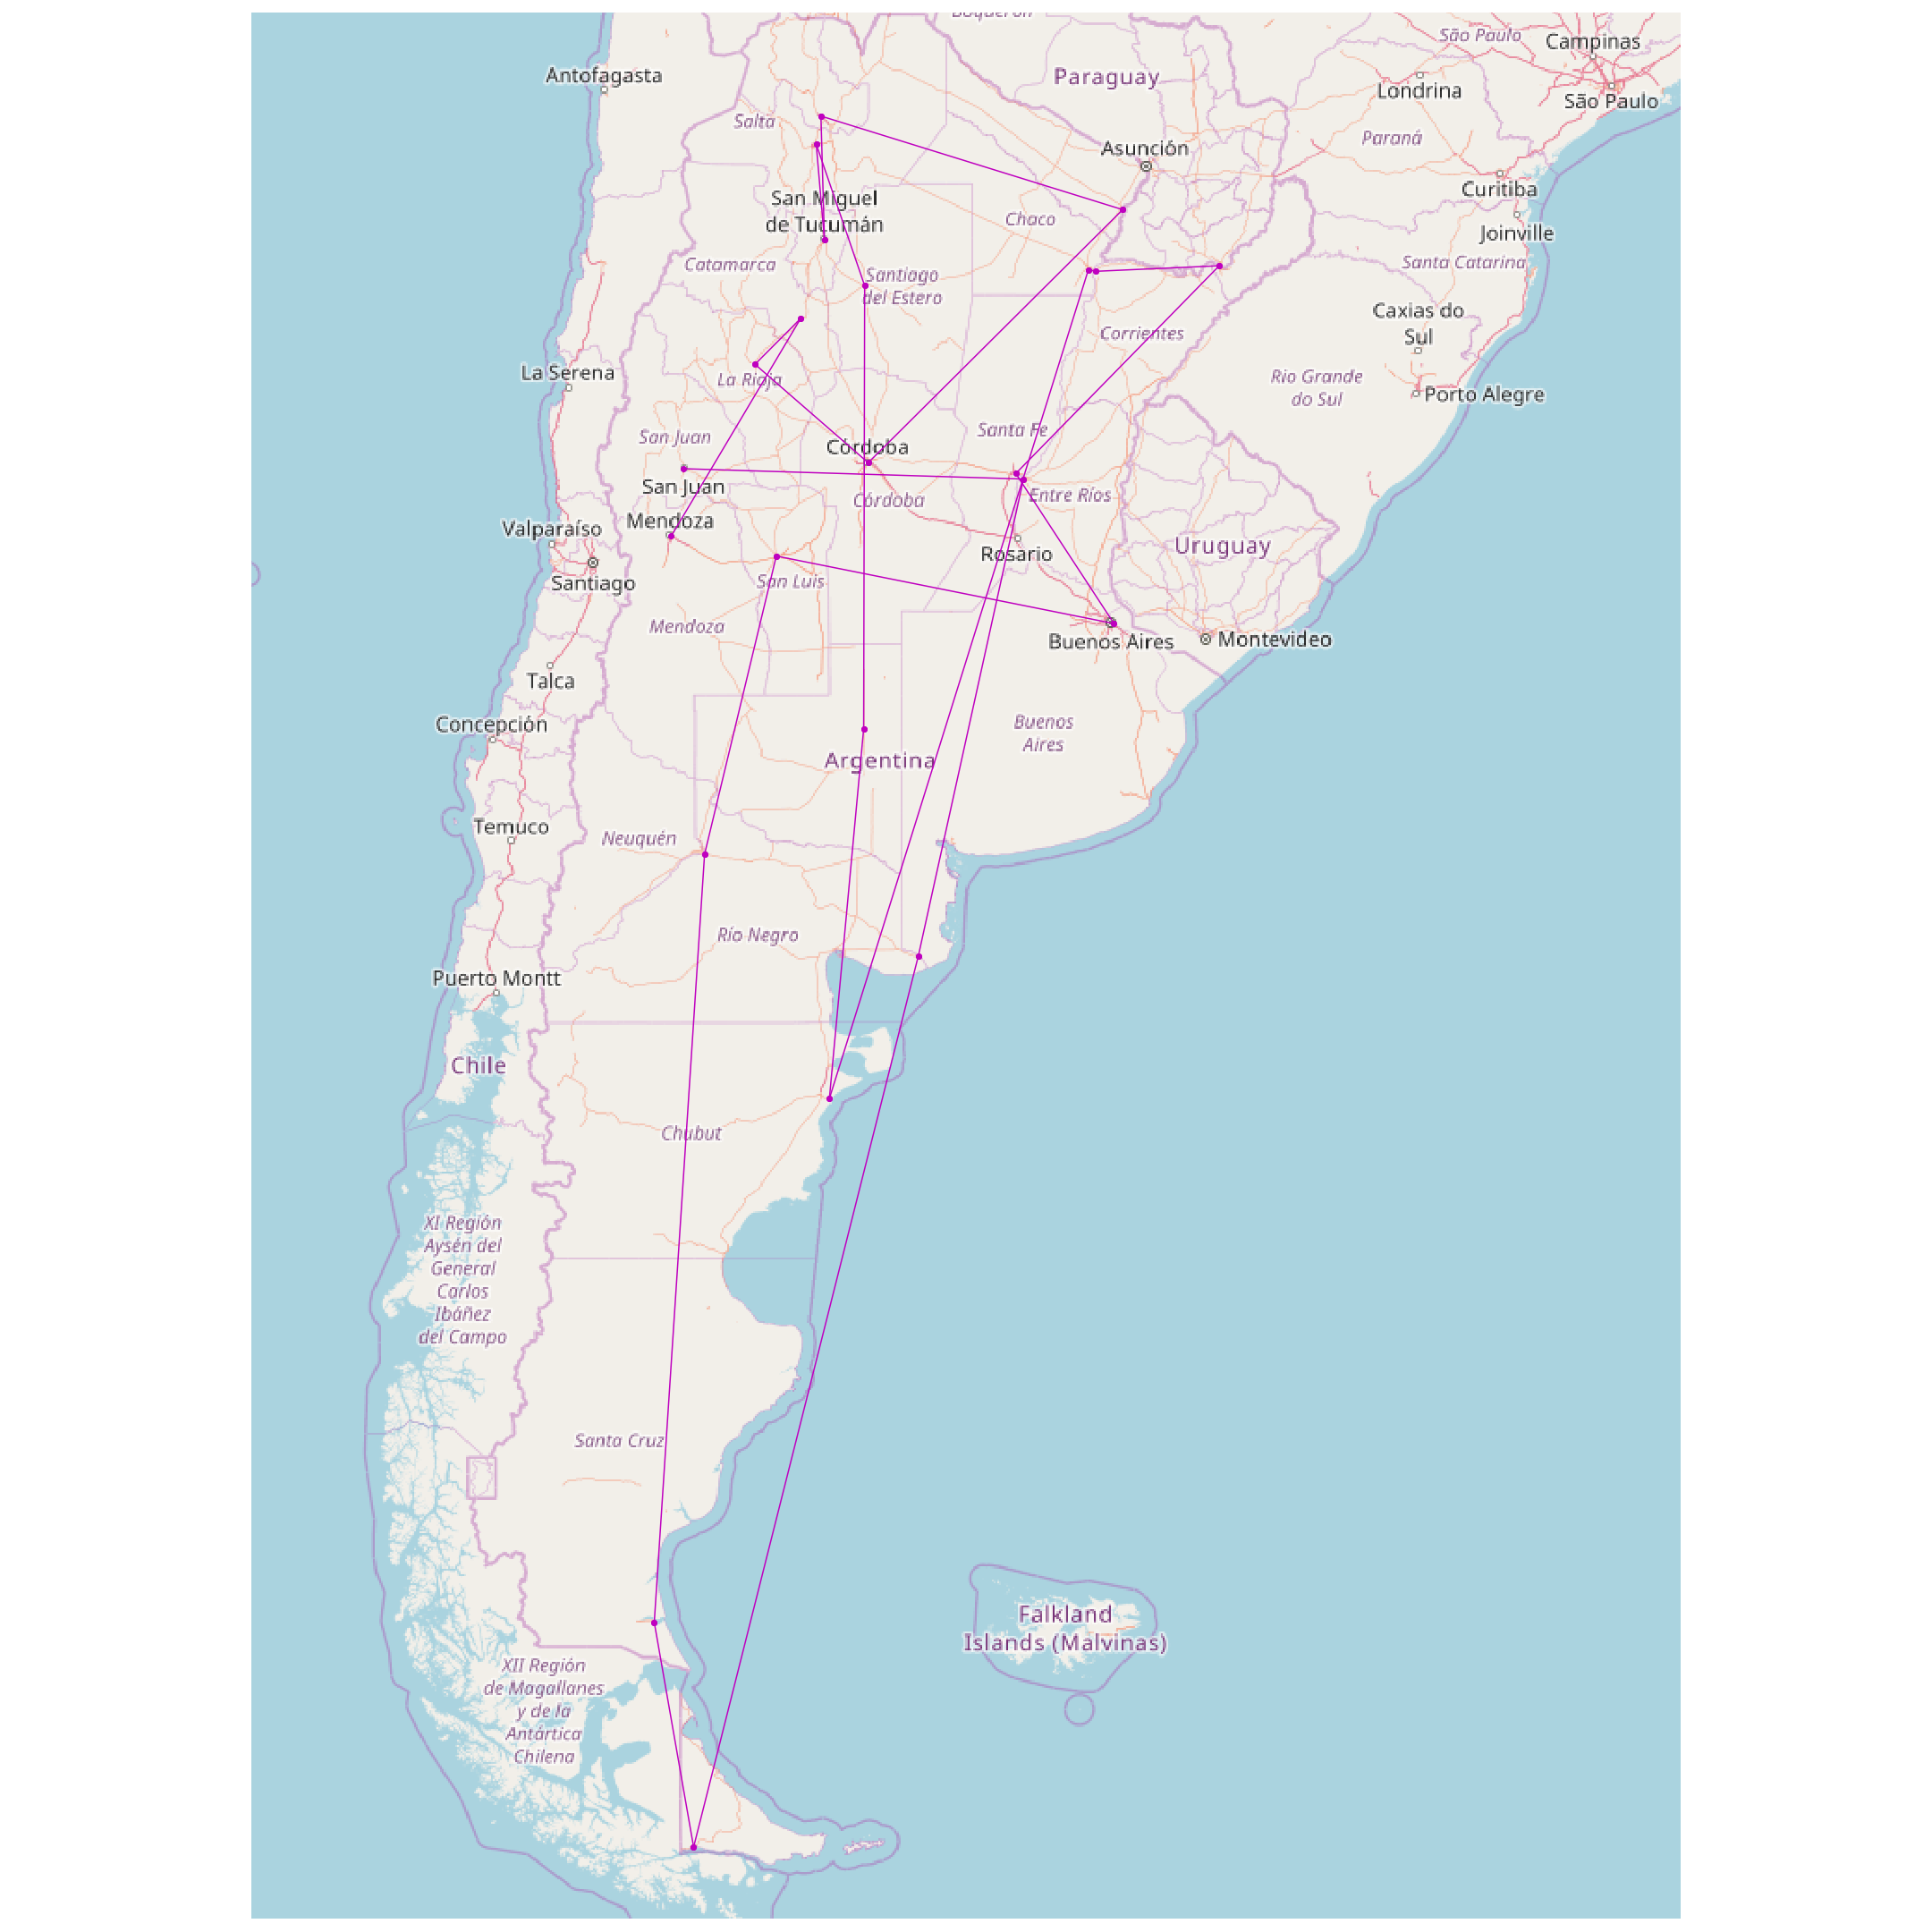 Boquerón
São Paulo
Campinas
Antofagasta
Paraguay
Londrina
São Paulo
Salta
Paraná
Asunción
Curitiba
San Miguel
de Tucumán
Chaco
Joinville
Catamarca
Santiago
del Estero
Santa Catarina
Corrientes
Caxias do
Sul
La Serena
La Rioja
Rio Grande
do Sul
Porto Alegre
San Juan
Córdoba
Santa Fe
San Juan
Córdoba
Entre Ríos
Valparaíso
Mendoza
Rosario
Uruguay
Santiago
San Luis
Mendoza
Buenos Aires
Montevideo
Talca
Concepción
Buenos
Aires
Argentina
Temuco
Neuquén
Río Negro
Puerto Montt
Chile
Chubut
XI Región
Aysén del
General
Carlos
Ibáñez
del Campo
Santa Cruz
Falkland
Islands (Malvinas)
XII Región
de Magallanes
y de la
Antártica
Chilena